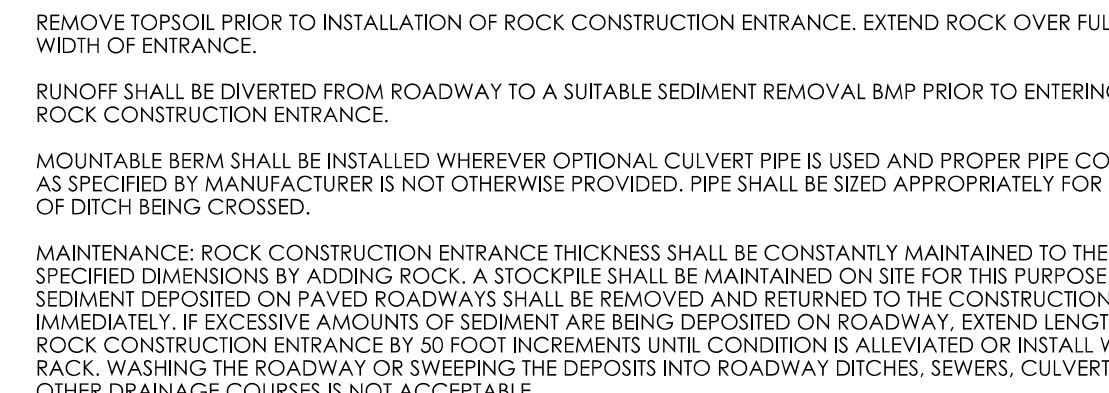 REMOVE TOPSOIL PRIOR TO INSTALLATION OF ROCK CONSTRUCTION ENTRANCE. EXTEND ROCK OVER FUL
WIDTH OF ENTRANCE.
RUNOFF SHALL BE DIVERTED FROM ROADWAY TO A SUITABLE SEDIMENT REMOVAL BMP PRIOR TO ENTERING
ROCK CONSTRUCTION ENTRANCE.
MOUNTABLE BERM SHALL BE INSTALLED WHEREVER OPTIONAL CULVERT PIPE IS USED AND PROPER PIPE CO
AS SPECIFIED BY MANUFACTURER IS NOT OTHERWISE PROVIDED. PIPE SHALL BE SIZED APPROPRIATELY FOR
OF DITCH BEING CROSSED.
MAINTENANCE: ROCK CONSTRUCTION ENTRANCE THICKNESS SHALL BE CONSTANTLY MAINTAINED TO THE
SPECIFIED DIMENSIONS BY ADDING ROCK. A STOCKPILE SHALL BE MAINTAINED ON SITE FOR THIS PURPOSE.
SEDIMENT DEPOSITED ON PAVED ROADWAYS SHALL BE REMOVED AND RETURNED TO THE CONSTRUCTION
IMMEDIATELY. IF EXCESSIVE AMOUNTS OF SEDIMENT ARE BEING DEPOSITED ON ROADWAY, EXTEND LENGT
ROCK CONSTRUCTION ENTRANCE BY 50 FOOT INCREMENTS UNTIL CONDITION IS ALLEVIATED OR INSTALL W
RACK. WASHING THE ROADWAY OR SWEEPING THE DEPOSITS INTO ROADWAY DITCHES, SEWERS, CULVERT
OTHER DRAINAGE COURSES IS NOT ACCEPTABLE